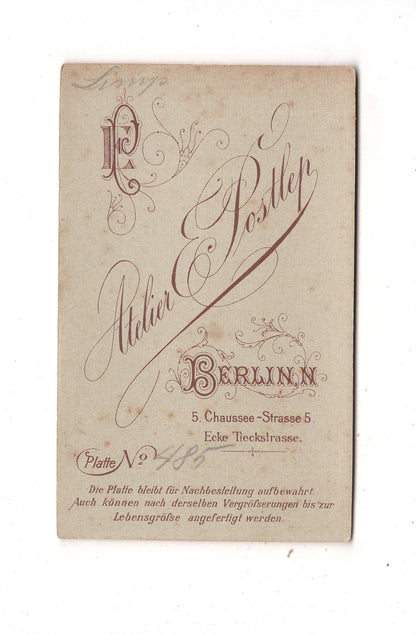 EP
Atelier E Postlep
BERLIN, N
5. Chaussee-Strasse 5.
Ecke Tieckstrasse.
Platte No 485
Die Platte bleibt für Nachbestellung aufbewahrt.
Auch können nach derselben Vergröſserungen bis zur
Lebensgröſse angefertigt werden.